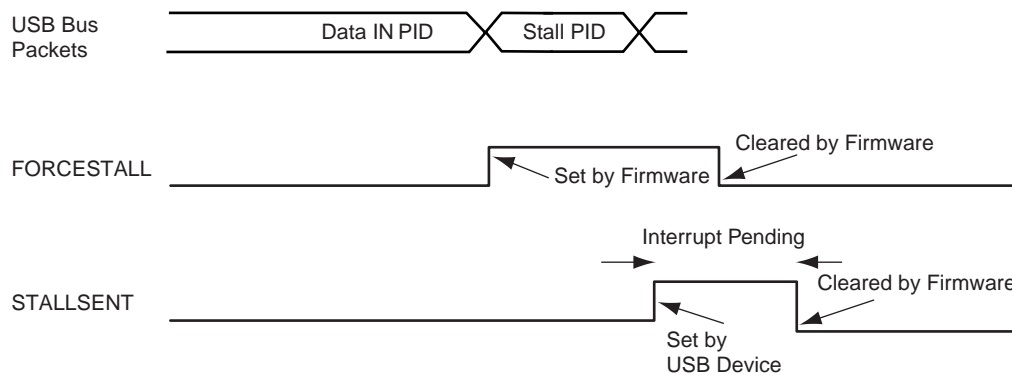 USB Bus
Packets
Data IN PID
Stall PID
FORCESTALL
Set by Firmware
Cleared by Firmware
Interrupt Pending
STALLSENT
Cleared by Firmware
Set by
USB Device